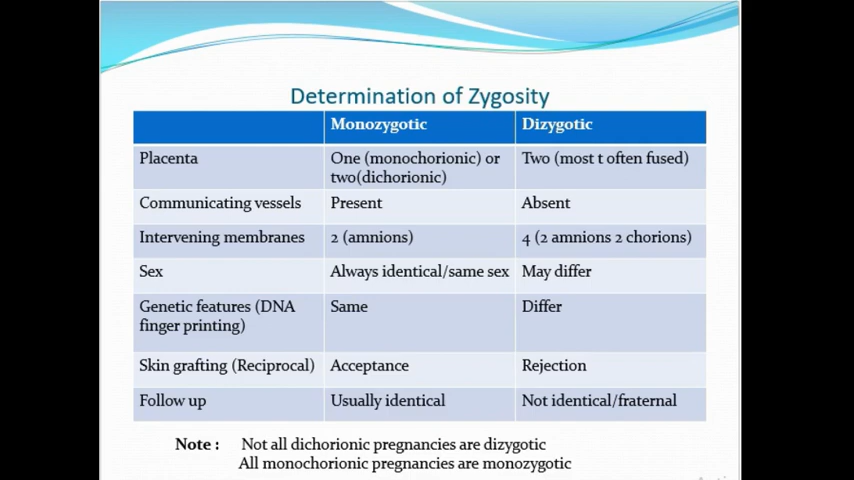 Determination of Zygosity
Monozygotic Dizygotic
Placenta One (monochorionic) or two(dichorionic) Two (most t often fused)
Communicating vessels Present Absent
Intervening membranes 2 (amnions) 4 (2 amnions 2 chorions)
Sex Always identical/same sex May differ
Genetic features (DNA finger printing) Same Differ
Skin grafting (Reciprocal) Acceptance Rejection
Follow up Usually identical Not identical/fraternal
Note : Not all dichorionic pregnancies are dizygotic
All monochorionic pregnancies are monozygotic